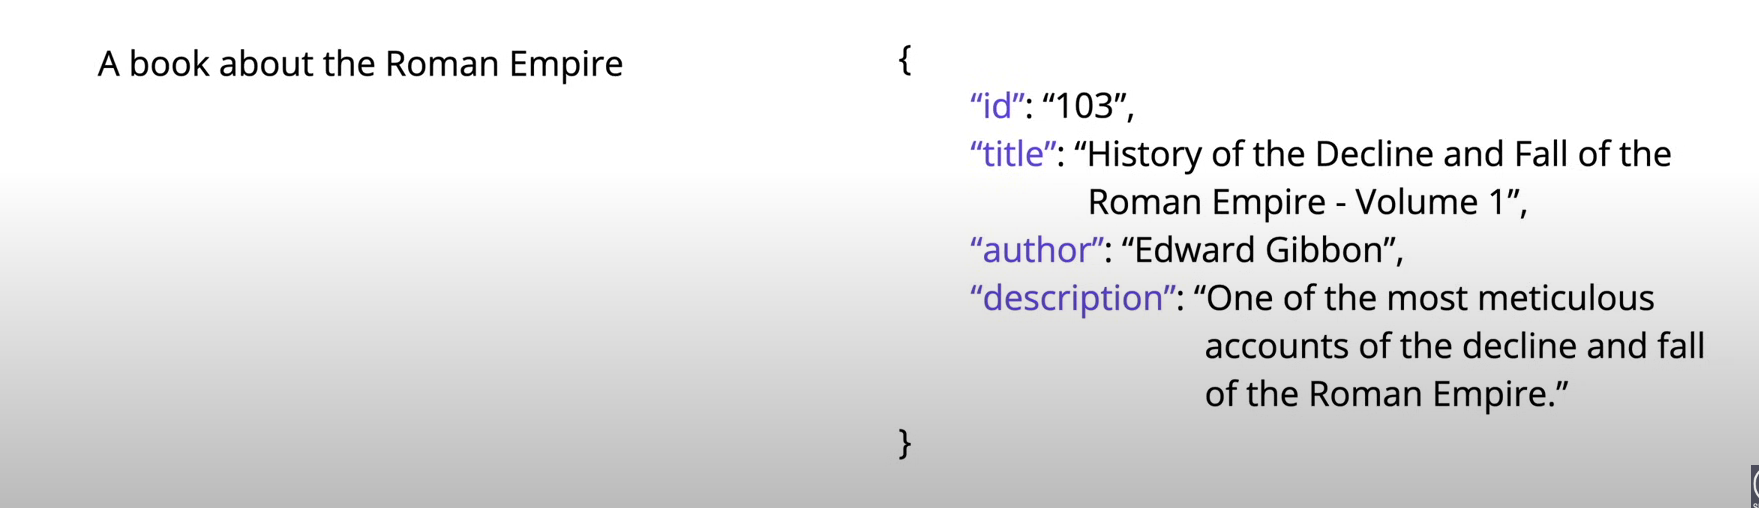 A book about the Roman Empire
{
“id”: “103”,
“title”: “History of the Decline and Fall of the
Roman Empire - Volume 1”,
“author”: “Edward Gibbon”,
“description”: “One of the most meticulous
accounts of the decline and fall
of the Roman Empire.”
}